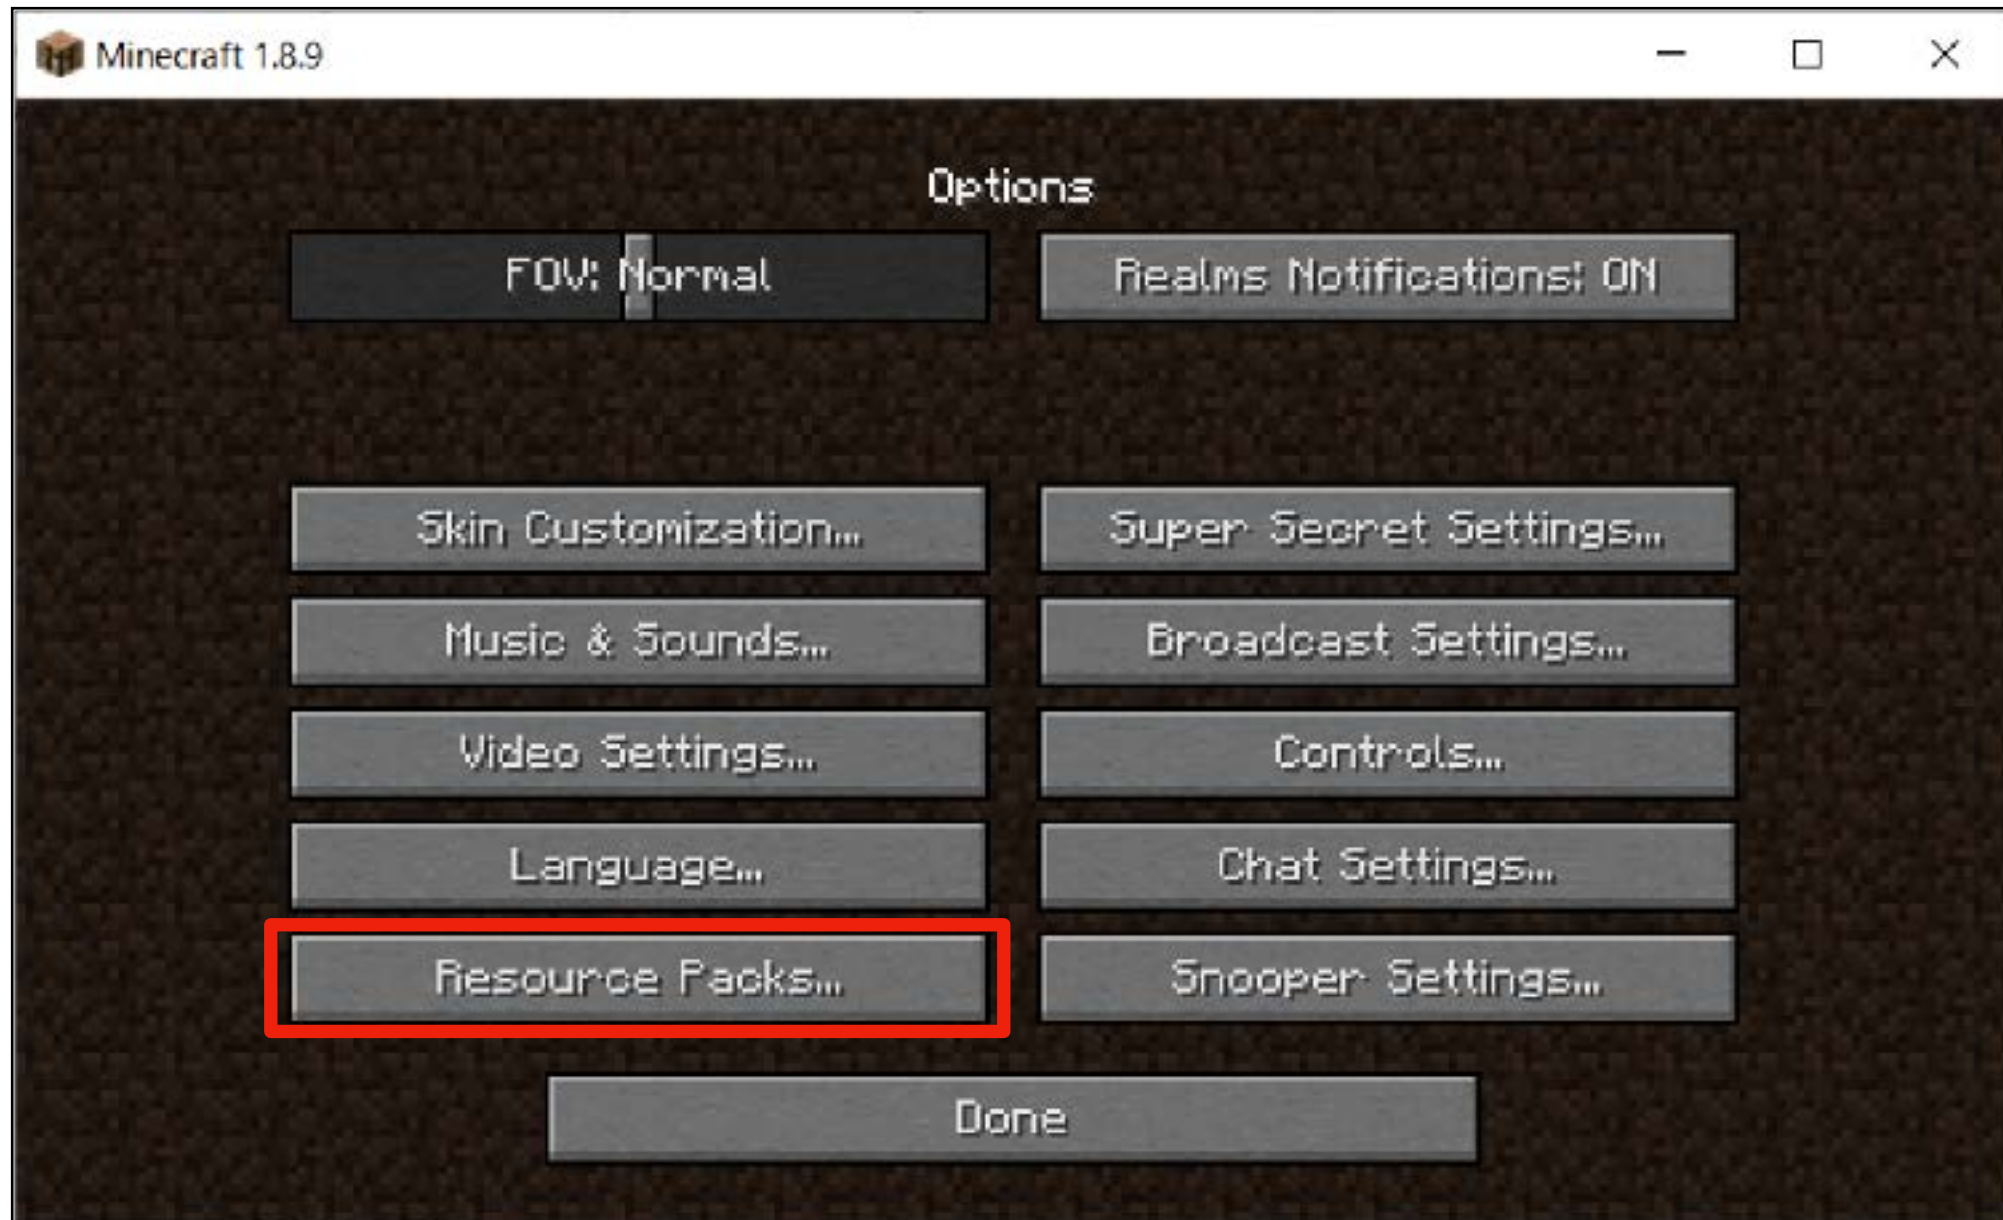 Minecraft 1.8.9
Options
FOV: Normal
Realms Notifications: ON
Skin Customization...
Super Secret Settings...
Music & Sounds...
Broadcast Settings...
Video Settings...
Controls...
Language...
Chat Settings...
Resource Packs...
Snooper Settings...
Done